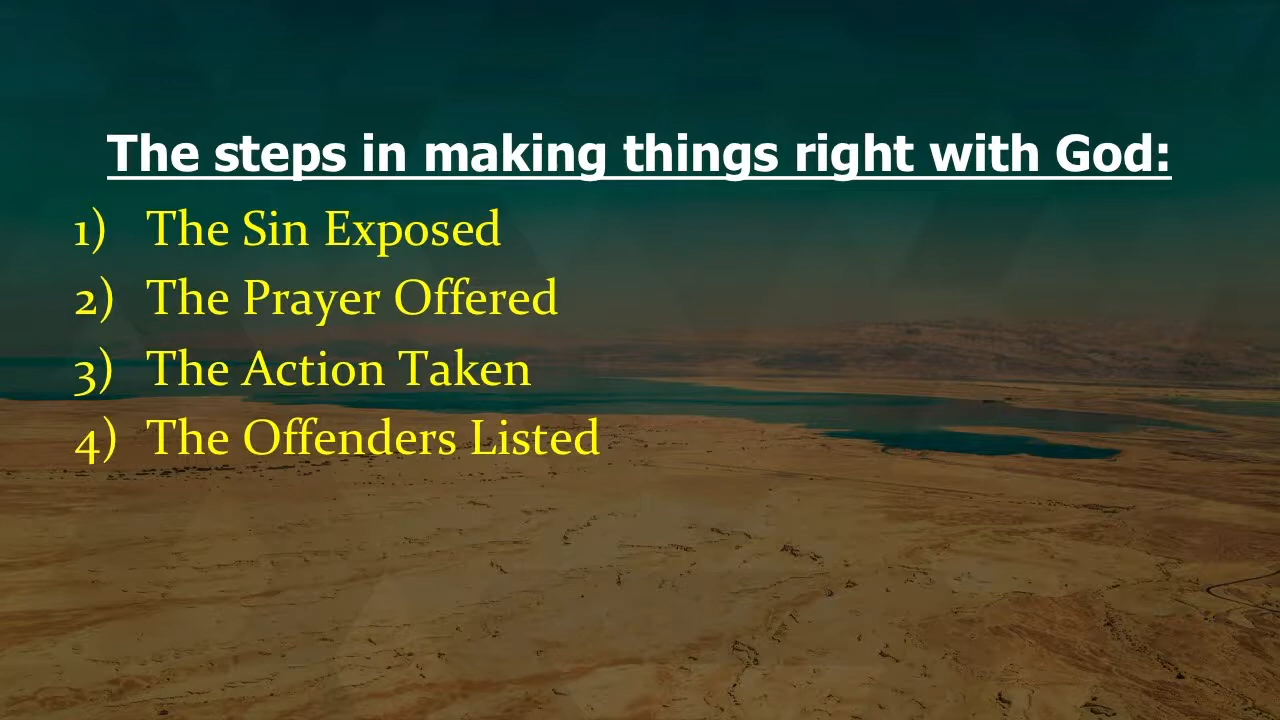 The steps in making things right with God:
1) The Sin Exposed
2) The Prayer Offered
3) The Action Taken
4) The Offenders Listed